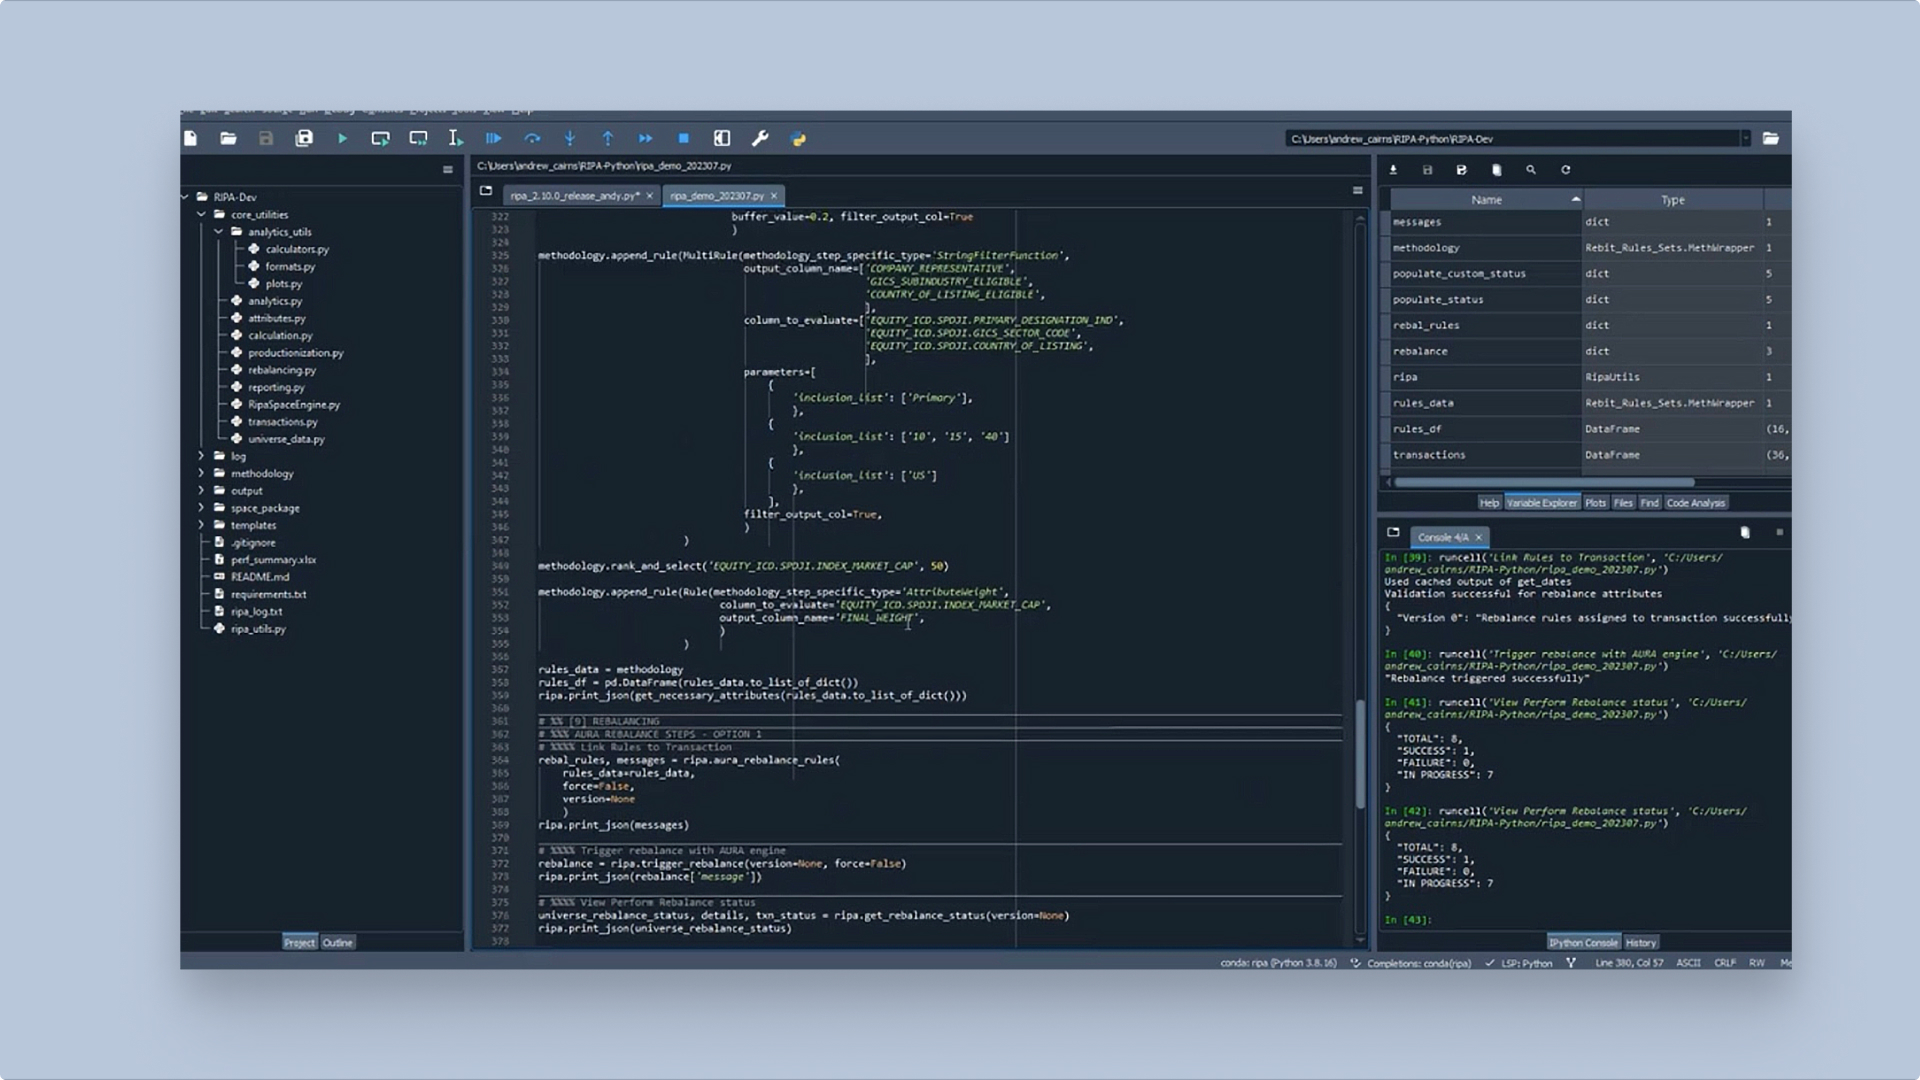 C:\Users\andrew_cairns\RIPA-Python\RIPA-Dev
RIPA-Dev
core_utilities
analytics_utils
calculators.py
formats.py
plots.py
analytics.py
attributes.py
calculation.py
productionization.py
rebalancing.py
reporting.py
RipaSpaceEngine.py
transactions.py
universe_data.py
log
methodology
output
space_package
templates
.gitignore
perf_summary.xlsx
README.md
requirements.txt
ripa_log.txt
ripa_utils.py
Project Outline
C:\Users\andrew_cairns\RIPA-Python\ripa_demo_202307.py
ripa_2.10.0_release_andy.py* ripa_demo_202307.py
322 buffer_value=0.2, filter_output_col=True
323 )
324
325 methodology.append_rule(MultiRule(methodology_step_specific_type='StringFilterFunction',
326 output_column_name=['COMPANY_REPRESENTATIVE',
327 'GICS_SUBINDUSTRY_ELIGIBLE',
328 'COUNTRY_OF_LISTING_ELIGIBLE',
329 ],
330 column_to_evaluate=['EQUITY_ICD.SPDJI.PRIMARY_DESIGNATION_IND',
331 'EQUITY_ICD.SPDJI.GICS_SECTOR_CODE',
332 'EQUITY_ICD.SPDJI.COUNTRY_OF_LISTING',
333 ],
334 parameters=[
335 {
336 'inclusion_list': ['Primary'],
337 },
338 {
339 'inclusion_list': ['10', '15', '40']
340 },
341 {
342 'inclusion_list': ['US']
343 },
344 ],
345 filter_output_col=True,
346 )
347 )
348
349 methodology.rank_and_select('EQUITY_ICD.SPDJI.INDEX_MARKET_CAP', 50)
350
351 methodology.append_rule(Rule(methodology_step_specific_type='AttributeWeight',
352 column_to_evaluate='EQUITY_ICD.SPDJI.INDEX_MARKET_CAP',
353 output_column_name='FINAL_WEIGHT',
354 )
355 )
356
357 rules_data = methodology
358 rules_df = pd.DataFrame(rules_data.to_list_of_dict())
359 ripa.print_json(get_necessary_attributes(rules_data.to_list_of_dict()))
360
361 # %% [9] REBALANCING
362 # %%% AURA REBALANCE STEPS - OPTION 1
363 # %%%% Link Rules to Transaction
364 rebal_rules, messages = ripa.aura_rebalance_rules(
365 rules_data=rules_data,
366 force=False,
367 version=None
368 )
369 ripa.print_json(messages)
370
371 # %%%% Trigger rebalance with AURA engine
372 rebalance = ripa.trigger_rebalance(version=None, force=False)
373 ripa.print_json(rebalance['message'])
374
375 # %%%% View Perform Rebalance status
376 universe_rebalance_status, details, txn_status = ripa.get_rebalance_status(version=None)
377 ripa.print_json(universe_rebalance_status)
378
Name Type
messages dict 1
methodology Rebit_Rules_Sets.MethWrapper 1
populate_custom_status dict 5
populate_status dict 5
rebal_rules dict 1
rebalance dict 3
ripa RipaUtils 1
rules_data Rebit_Rules_Sets.MethWrapper 1
rules_df DataFrame (16,
transactions DataFrame (36,
Help Variable Explorer Plots Files Find Code Analysis
Console 4/A
In [39]: runcell('Link Rules to Transaction', 'C:/Users/
andrew_cairns/RIPA-Python/ripa_demo_202307.py')
Used cached output of get_dates
Validation successful for rebalance attributes
{
"Version 0": "Rebalance rules assigned to transaction successfully
}
In [40]: runcell('Trigger rebalance with AURA engine', 'C:/Users/
andrew_cairns/RIPA-Python/ripa_demo_202307.py')
"Rebalance triggered successfully"
In [41]: runcell('View Perform Rebalance status', 'C:/Users/
andrew_cairns/RIPA-Python/ripa_demo_202307.py')
{
"TOTAL": 8,
"SUCCESS": 1,
"FAILURE": 0,
"IN PROGRESS": 7
}
In [42]: runcell('View Perform Rebalance status', 'C:/Users/
andrew_cairns/RIPA-Python/ripa_demo_202307.py')
{
"TOTAL": 8,
"SUCCESS": 1,
"FAILURE": 0,
"IN PROGRESS": 7
}
In [43]:
IPython Console History
conda: ripa (Python 3.8.16) Completions: conda(ripa) LSP: Python Line 380, Col 57 ASCII CRLF RW